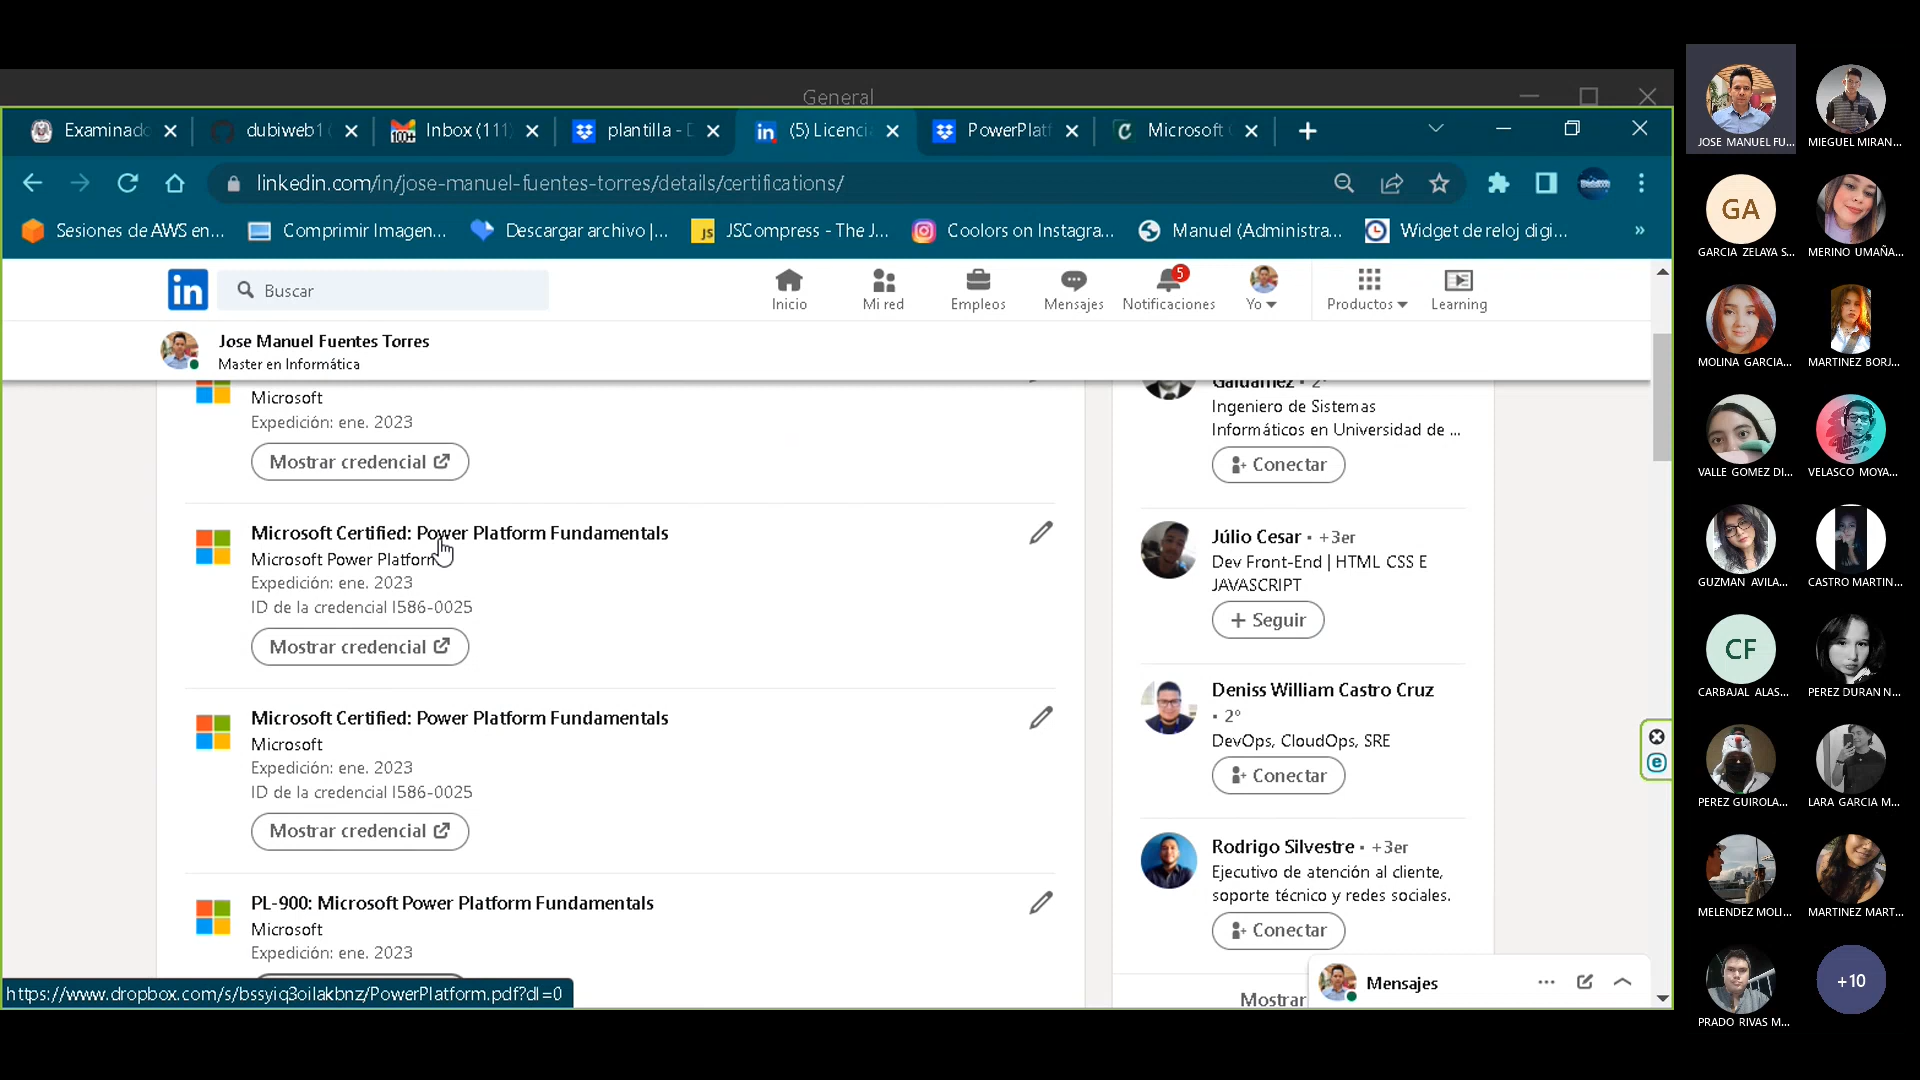 General
Examinado
dubiweb1
Inbox (111
plantilla -
(5) Licenci
PowerPlatf
Microsoft
linkedin.com/in/jose-manuel-fuentes-torres/details/certifications/
Sesiones de AWS en...
Comprimir Imagen...
Descargar archivo |...
JSCompress - The J...
Coolors on Instagra...
Manuel (Administra...
Widget de reloj digi...
»
Buscar
Inicio
Mi red
Empleos
Mensajes
5
Notificaciones
Yo
Productos
Learning
Jose Manuel Fuentes Torres
Master en Informática
Microsoft
Expedición: ene. 2023
Mostrar credencial
Microsoft Certified: Power Platform Fundamentals
Microsoft Power Platform
Expedición: ene. 2023
ID de la credencial I586-0025
Mostrar credencial
Microsoft Certified: Power Platform Fundamentals
Microsoft
Expedición: ene. 2023
ID de la credencial I586-0025
Mostrar credencial
PL-900: Microsoft Power Platform Fundamentals
Microsoft
Expedición: ene. 2023
https://www.dropbox.com/s/bssyiq3oilakbnz/PowerPlatform.pdf?dl=0
Galdamez • 2°
Ingeniero de Sistemas
Informáticos en Universidad de ...
Conectar
Júlio Cesar • +3er
Dev Front-End | HTML CSS E
JAVASCRIPT
+ Seguir
Deniss William Castro Cruz
• 2°
DevOps, CloudOps, SRE
Conectar
Rodrigo Silvestre • +3er
Ejecutivo de atención al cliente,
soporte técnico y redes sociales.
Conectar
Mostrar
Mensajes
JOSE MANUEL FU...
MIEGUEL MIRAN...
GA
GARCIA ZELAYA S...
MERINO UMAÑA...
MOLINA GARCIA...
MARTINEZ BORJ...
VALLE GOMEZ DI...
VELASCO MOYA...
GUZMAN AVILA...
CASTRO MARTIN...
CF
CARBAJAL ALAS...
PEREZ DURAN N...
PEREZ GUIROLA...
LARA GARCIA M...
MELENDEZ MOLI...
MARTINEZ MART...
PRADO RIVAS M...
+10